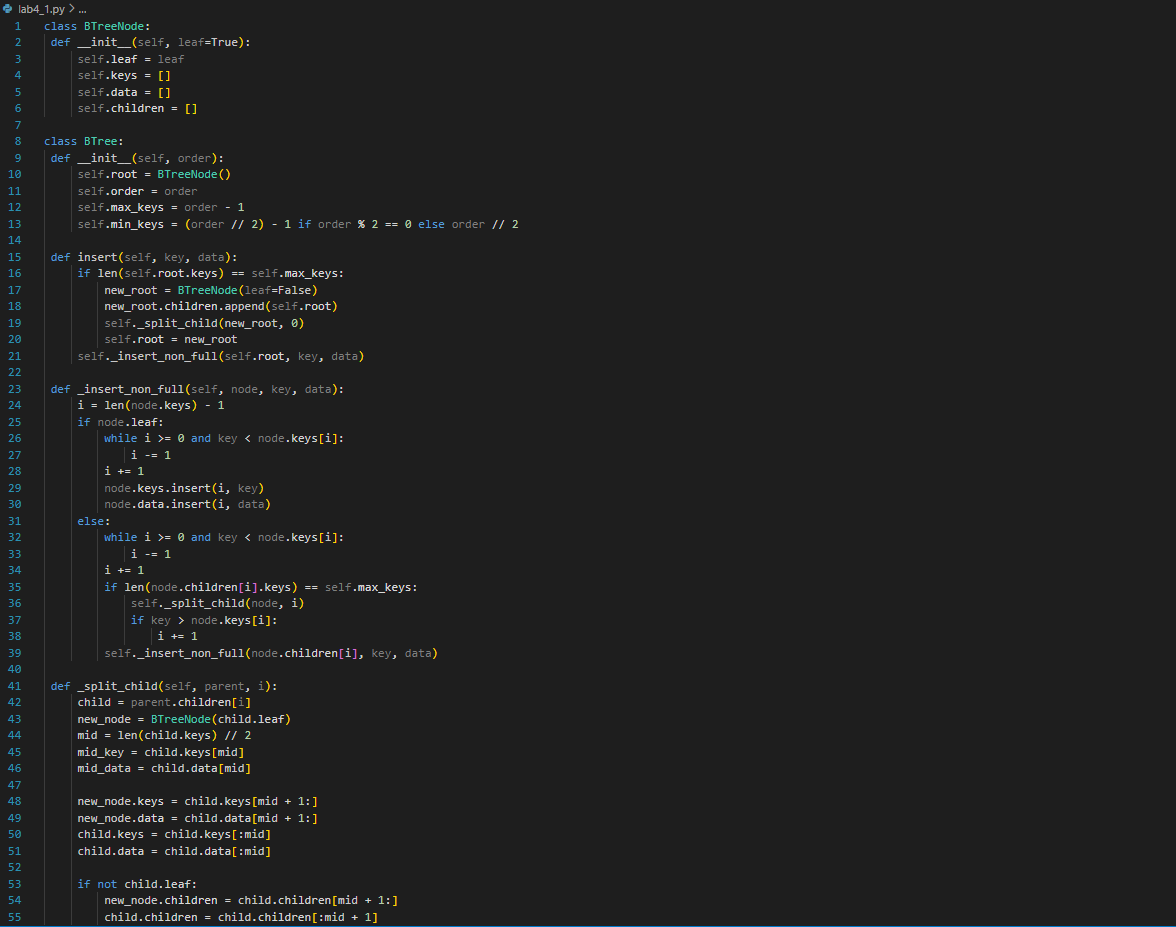 lab4_1.py > ...
1 class BTreeNode:
2 def __init__(self, leaf=True):
3 self.leaf = leaf
4 self.keys = []
5 self.data = []
6 self.children = []
7
8 class BTree:
9 def __init__(self, order):
10 self.root = BTreeNode()
11 self.order = order
12 self.max_keys = order - 1
13 self.min_keys = (order // 2) - 1 if order % 2 == 0 else order // 2
14
15 def insert(self, key, data):
16 if len(self.root.keys) == self.max_keys:
17 new_root = BTreeNode(leaf=False)
18 new_root.children.append(self.root)
19 self._split_child(new_root, 0)
20 self.root = new_root
21 self._insert_non_full(self.root, key, data)
22
23 def _insert_non_full(self, node, key, data):
24 i = len(node.keys) - 1
25 if node.leaf:
26 while i >= 0 and key < node.keys[i]:
27 i -= 1
28 i += 1
29 node.keys.insert(i, key)
30 node.data.insert(i, data)
31 else:
32 while i >= 0 and key < node.keys[i]:
33 i -= 1
34 i += 1
35 if len(node.children[i].keys) == self.max_keys:
36 self._split_child(node, i)
37 if key > node.keys[i]:
38 i += 1
39 self._insert_non_full(node.children[i], key, data)
40
41 def _split_child(self, parent, i):
42 child = parent.children[i]
43 new_node = BTreeNode(child.leaf)
44 mid = len(child.keys) // 2
45 mid_key = child.keys[mid]
46 mid_data = child.data[mid]
47
48 new_node.keys = child.keys[mid + 1:]
49 new_node.data = child.data[mid + 1:]
50 child.keys = child.keys[:mid]
51 child.data = child.data[:mid]
52
53 if not child.leaf:
54 new_node.children = child.children[mid + 1:]
55 child.children = child.children[:mid + 1]